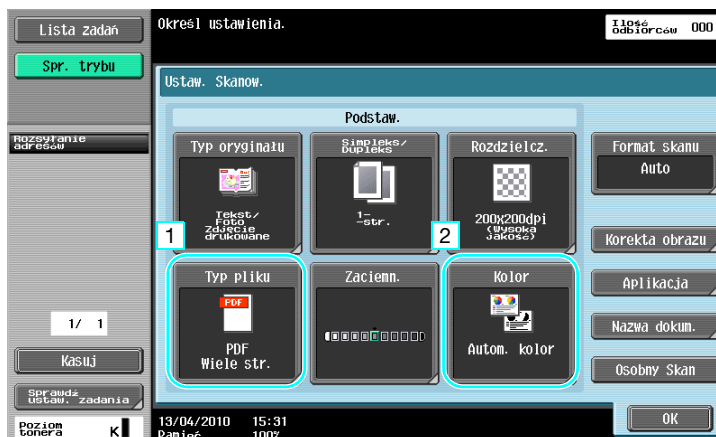 Lista zadań
Określ ustawienia.
Ilość
odbiorców 000
Spr. trybu
Ustaw. Skanow.
Podstaw.
Rozsyłanie
adresów
Typ oryginału
Tekst/
Foto
Zdjęcie
drukowane
Simpleks/
Dupleks
1-
-str.
Rozdzielcz.
200x200dpi
(Wysoka
Jakość)
Format skanu
Auto
1
2
Korekta obrazu
Typ pliku
PDF
PDF
Wiele str.
Zaciemn.
Kolor
Autom. kolor
Aplikacja
Nazwa dokum.
Osobny Skan
1/ 1
Kasuj
Sprawdź
ustaw. zadania
OK
Poziom
tonera K
13/04/2010 15:31
Pamięć 100%